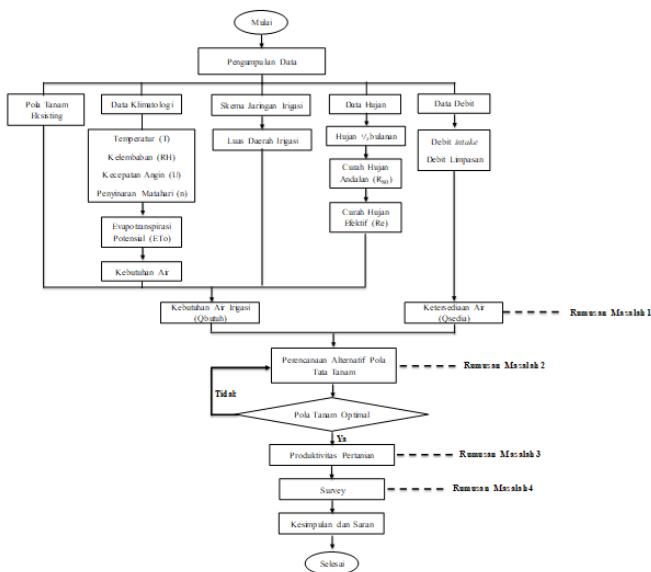 Mulai
Pengumpulan Data
Pola Tanam
Eksisting
Data Klimatologi
Skema Jaringan Irigasi
Data Hujan
Data Debit
Temperatur (T)
Kelembaban (RH)
Kecepatan Angin (U)
Penyinaran Matahari (n)
Luas Daerah Irigasi
Hujan ½ bulanan
Debit intake
Debit Limpasan
Curah Hujan
Andalan (R₈₀)
Evapotranspirasi
Potensial (ETo)
Curah Hujan
Efektif (Re)
Kebutuhan Air
Kebutuhan Air Irigasi
(Qbutuh)
Ketersediaan Air
(Qsedia)
Rumusan Masalah 1
Perencanaan Alternatif Pola
Tata Tanam
Rumusan Masalah 2
Tidak
Pola Tanam Optimal
Ya
Produktivitas Pertanian
Rumusan Masalah 3
Survey
Rumusan Masalah 4
Kesimpulan dan Saran
Selesai